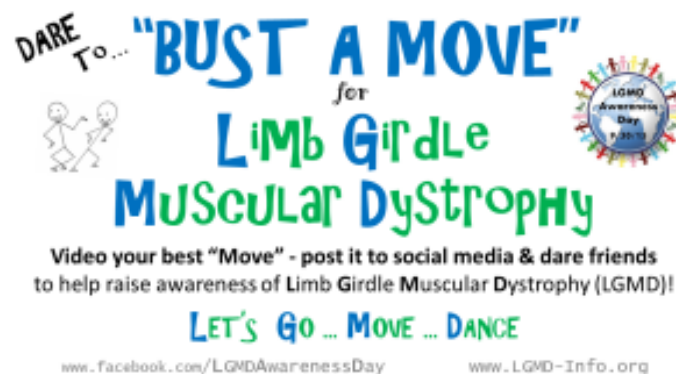 DARE
TO... "BUST A MOVE"
for
LiMb GiRdLe
MUSCULaR DyStropHy
LGMD
Awareness
Day
Video your best “Move” - post it to social media & dare friends
to help raise awareness of Limb Girdle Muscular Dystrophy (LGMD)!
LET'S GO ... MOVE ... DANCE
www.facebook.com/LGMDAwarenessDay
www.LGMD-Info.org